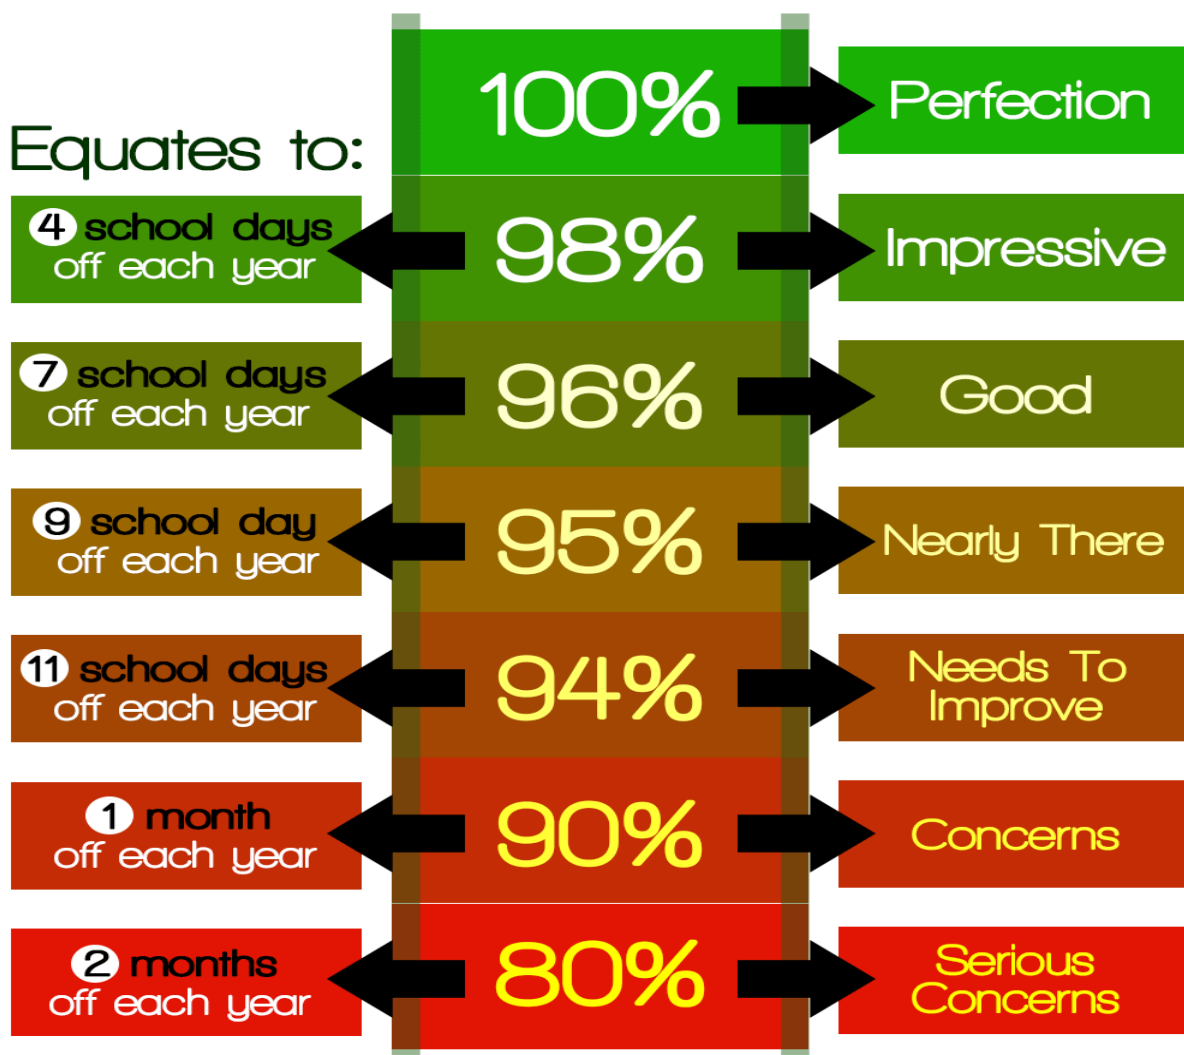 100%
Perfection
Equates to:
4 school days
off each year
98%
Impressive
7 school days
off each year
96%
Good
9 school day
off each year
95%
Nearly There
11 school days
off each year
94%
Needs To
Improve
1 month
off each year
90%
Concerns
2 months
off each year
80%
Serious
Concerns